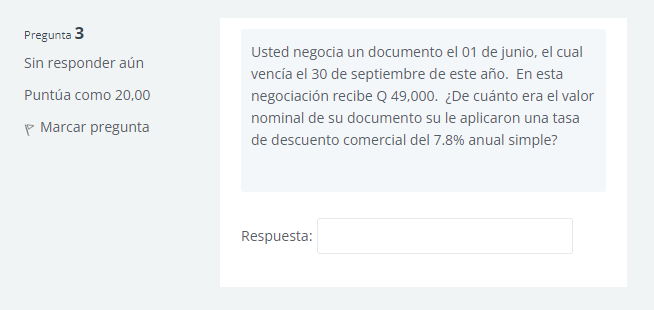 Pregunta 3
Sin responder aún
Puntúa como 20,00
Marcar pregunta
Usted negocia un documento el 01 de junio, el cual
vencía el 30 de septiembre de este año. En esta
negociación recibe Q 49,000. ¿De cuánto era el valor
nominal de su documento su le aplicaron una tasa
de descuento comercial del 7.8% anual simple?
Respuesta: